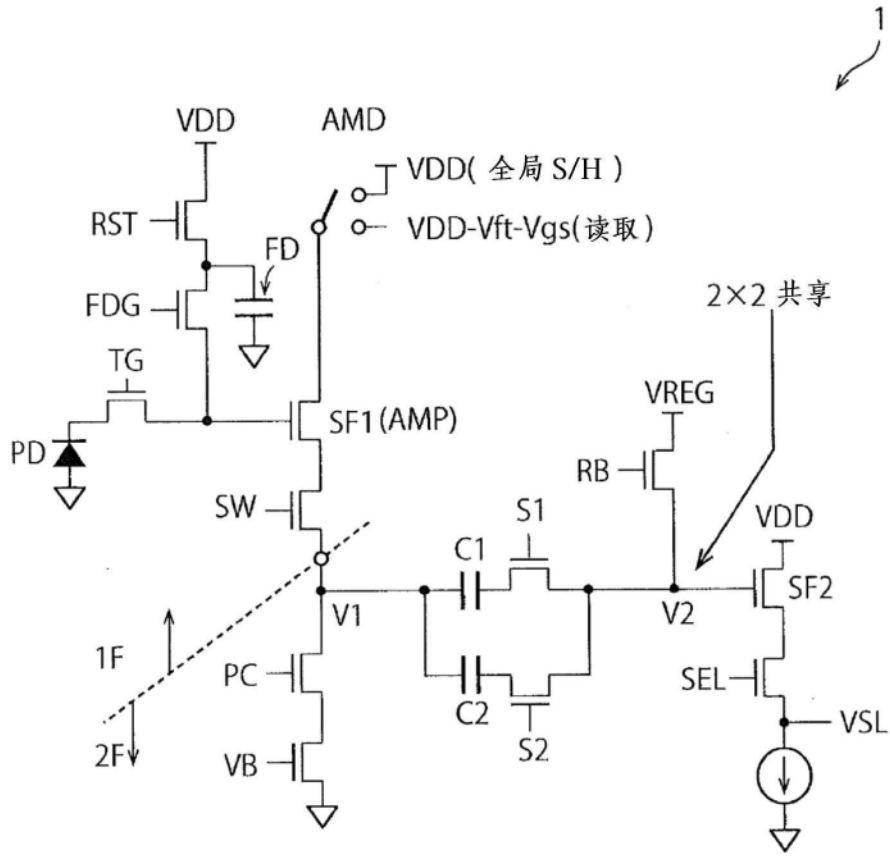 1
VDD
AMD
VDD( 全局 S/H )
VDD-Vft-Vgs(读取)
RST
FD
FDG
2×2 共享
TG
VREG
SF1(AMP)
PD
RB
SW
S1
VDD
C1
SF2
V1
V2
1F
PC
SEL
C2
VSL
2F
S2
VB